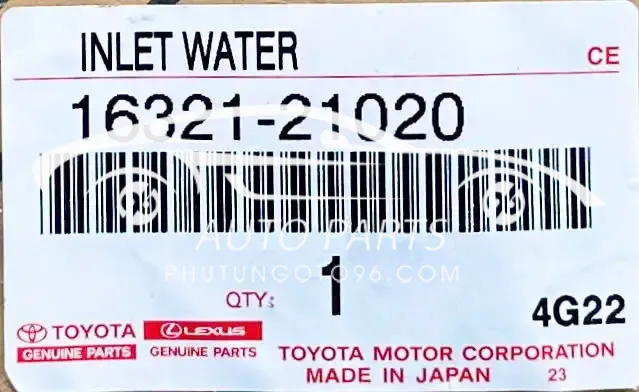 INLET WATER
CE
16321-21020
AUTO PARTS
PHUTUNGOTO96.COM
QTY: 1
4G22
TOYOTA LEXUS
GENUINE PARTS GENUINE PARTS
TOYOTA MOTOR CORPORATION
MADE IN JAPAN 23